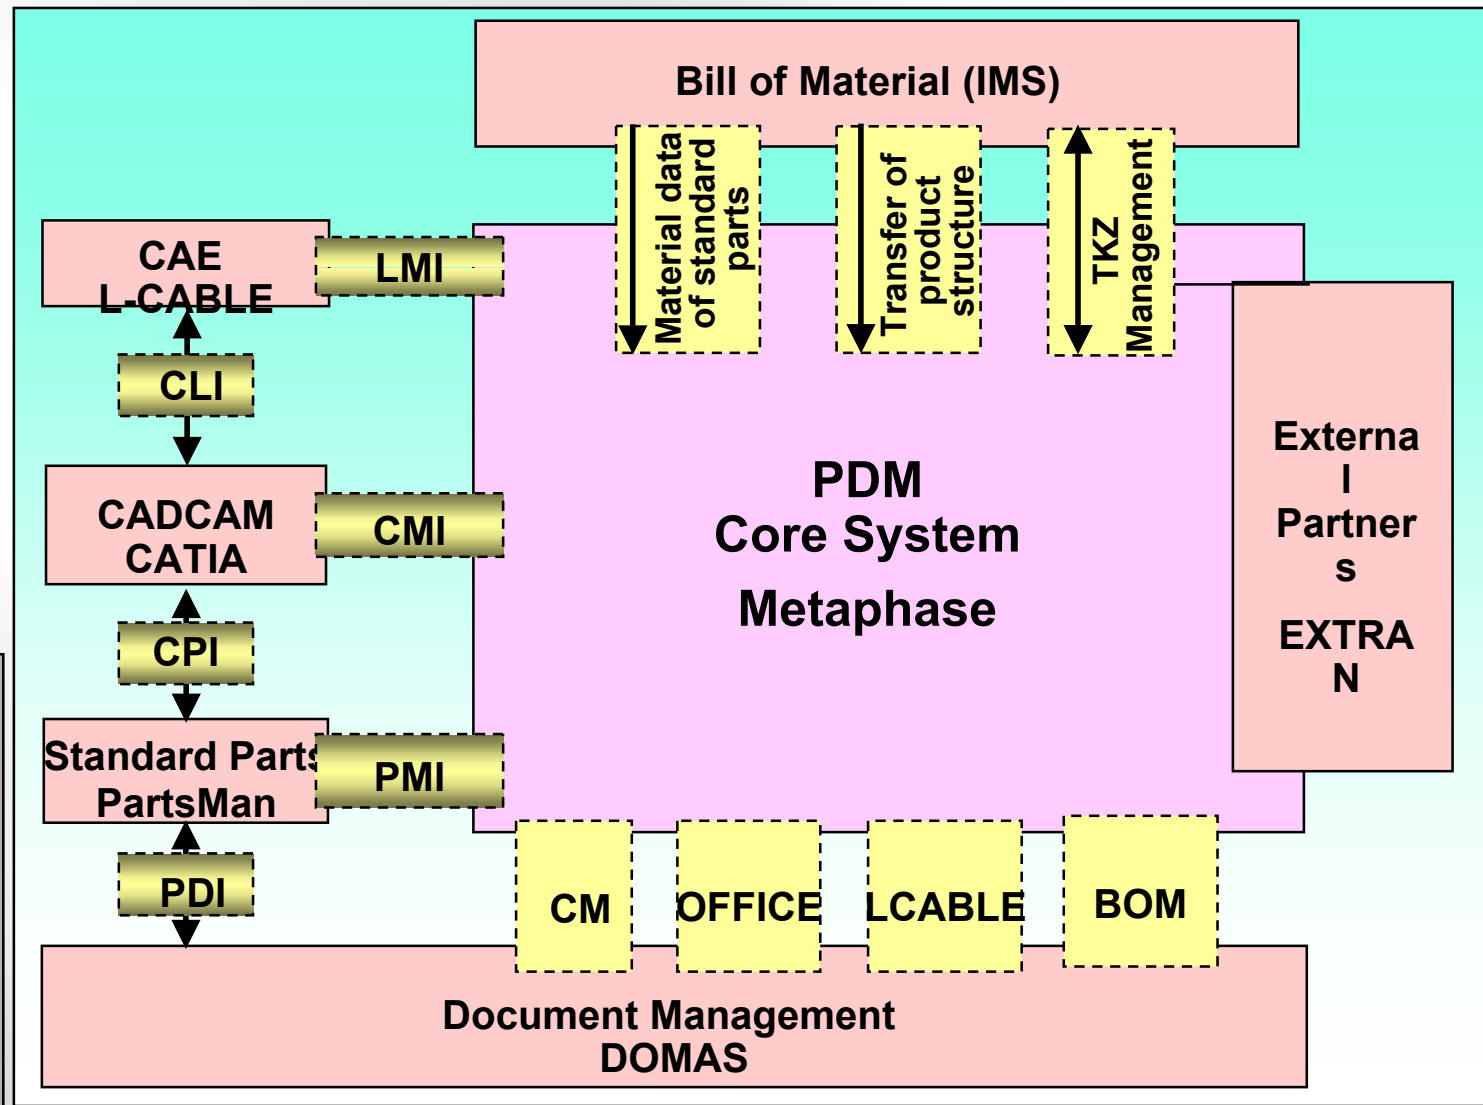 Bill of Material (IMS)
Material data
of standard
parts
Transfer of
product
structure
TKZ
Management
CAE
L-CABLE
LMI
CLI
CADCAM
CATIA
CMI
CPI
Standard Parts
PartsMan
PMI
PDI
PDM
Core System
Metaphase
Externa
l
Partner
s
EXTRA
N
CM
OFFICE
LCABLE
BOM
Document Management
DOMAS